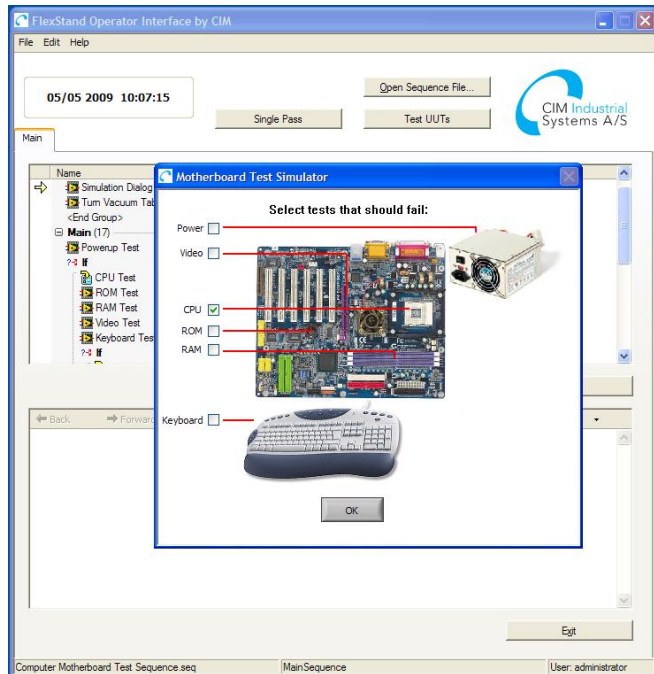 FlexStand Operator Interface by CIM
File Edit Help
05/05 2009 10:07:15
Open Sequence File...
Single Pass
Test UUTs
CIM Industrial
Systems A/S
Main
Name
Simulation Dialog
Turn Vacuum
<End Group>
Main (17)
Powerup Test
If
CPU Test
ROM Test
RAM Test
Video Test
Keyboard Tes
If
Motherboard Test Simulator
Select tests that should fail:
Power
Video
CPU
ROM
RAM
Keyboard
OK
Back
Forward
Exit
Computer Motherboard Test Sequence.seq
MainSequence
User: administrator